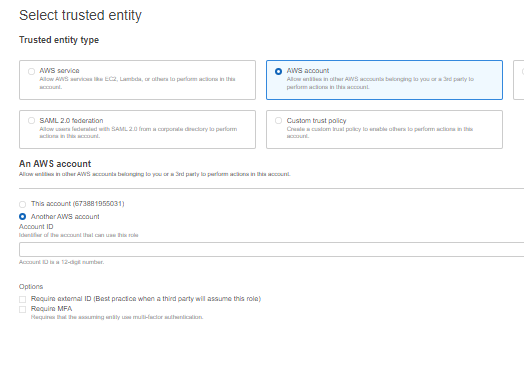 Select trusted entity
Trusted entity type
AWS service
Allow AWS services like EC2, Lambda, or others to perform actions in this
account.
AWS account
Allow entities in other AWS accounts belonging to you or a 3rd party to
perform actions in this account.
SAML 2.0 federation
Allow users federated with SAML 2.0 from a corporate directory to perform
actions in this account.
Custom trust policy
Create a custom trust policy to enable others to perform actions in this
account.
An AWS account
Allow entities in other AWS accounts belonging to you or a 3rd party to perform actions in this account.
This account (673881955031)
Another AWS account
Account ID
Identifier of the account that can use this role
Account ID is a 12-digit number.
Options
Require external ID (Best practice when a third party will assume this role)
Require MFA
Requires that the assuming entity use multi-factor authentication.